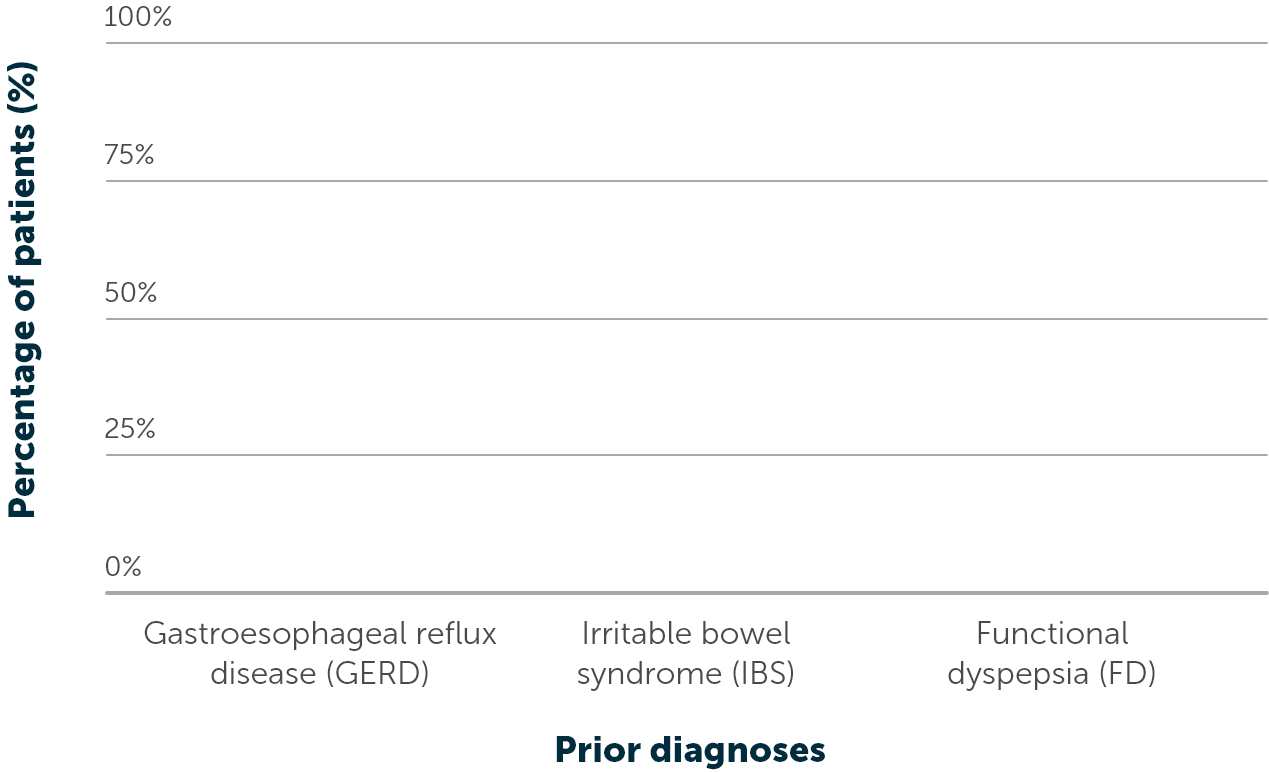 100%
75%
50%
25%
0%
Percentage of patients (%)
Gastroesophageal reflux
disease (GERD)
Irritable bowel
syndrome (IBS)
Functional
dyspepsia (FD)
Prior diagnoses